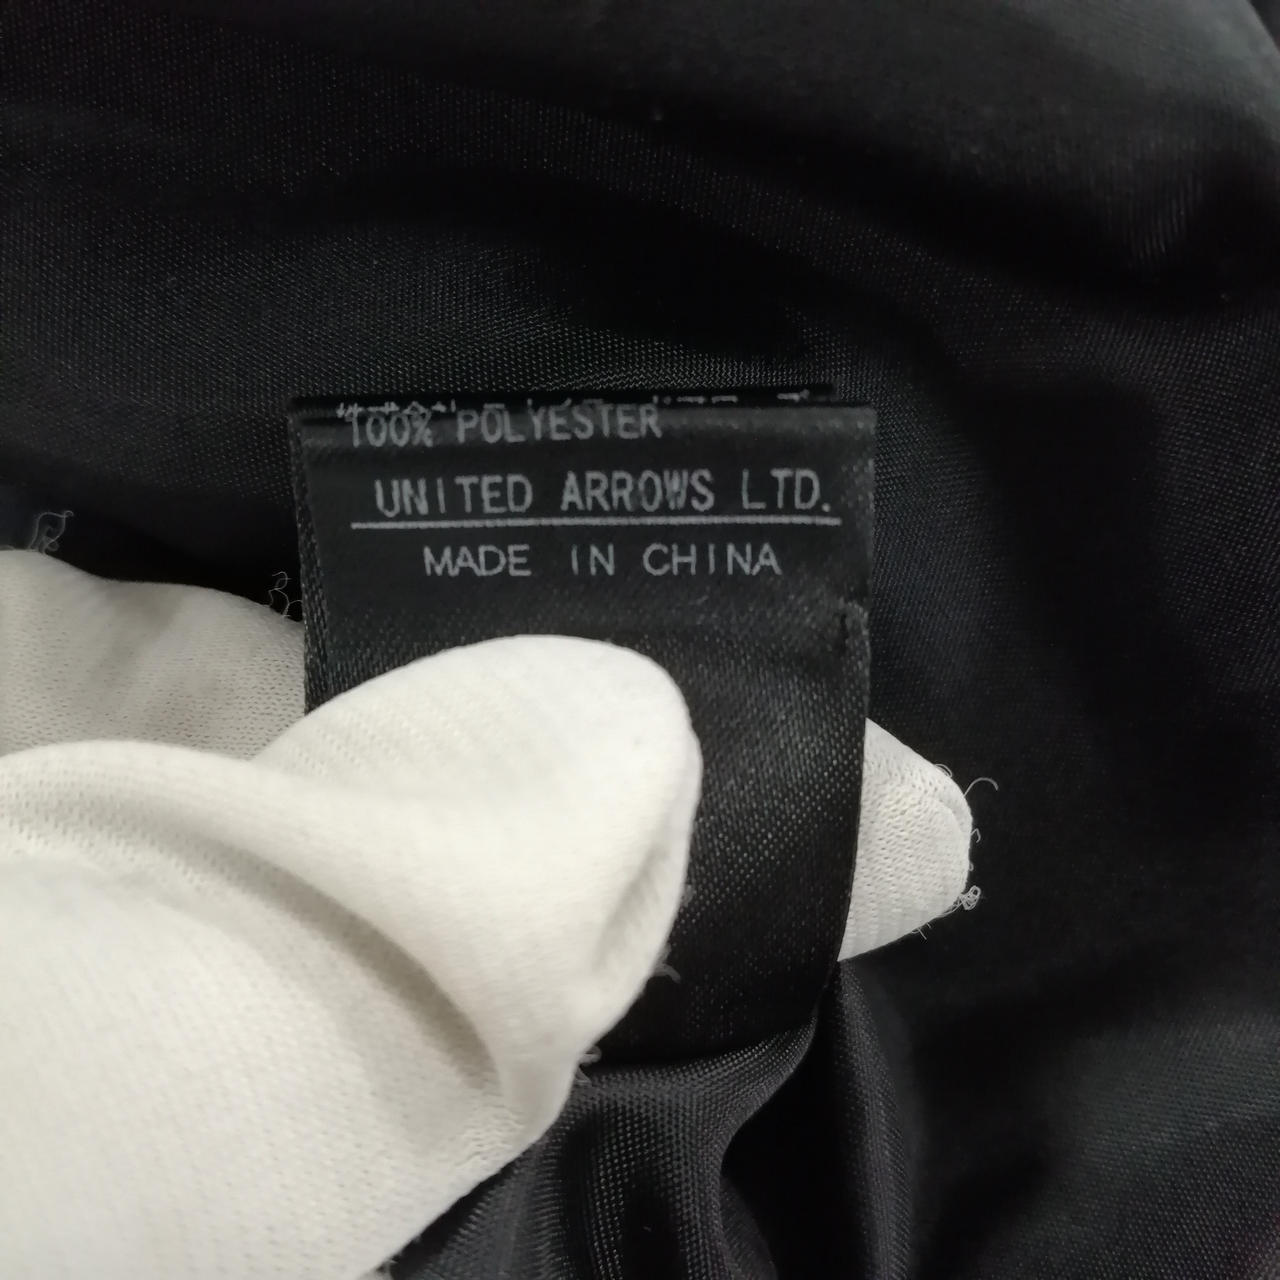 100% POLYESTER
UNITED ARROWS LTD.
MADE IN CHINA